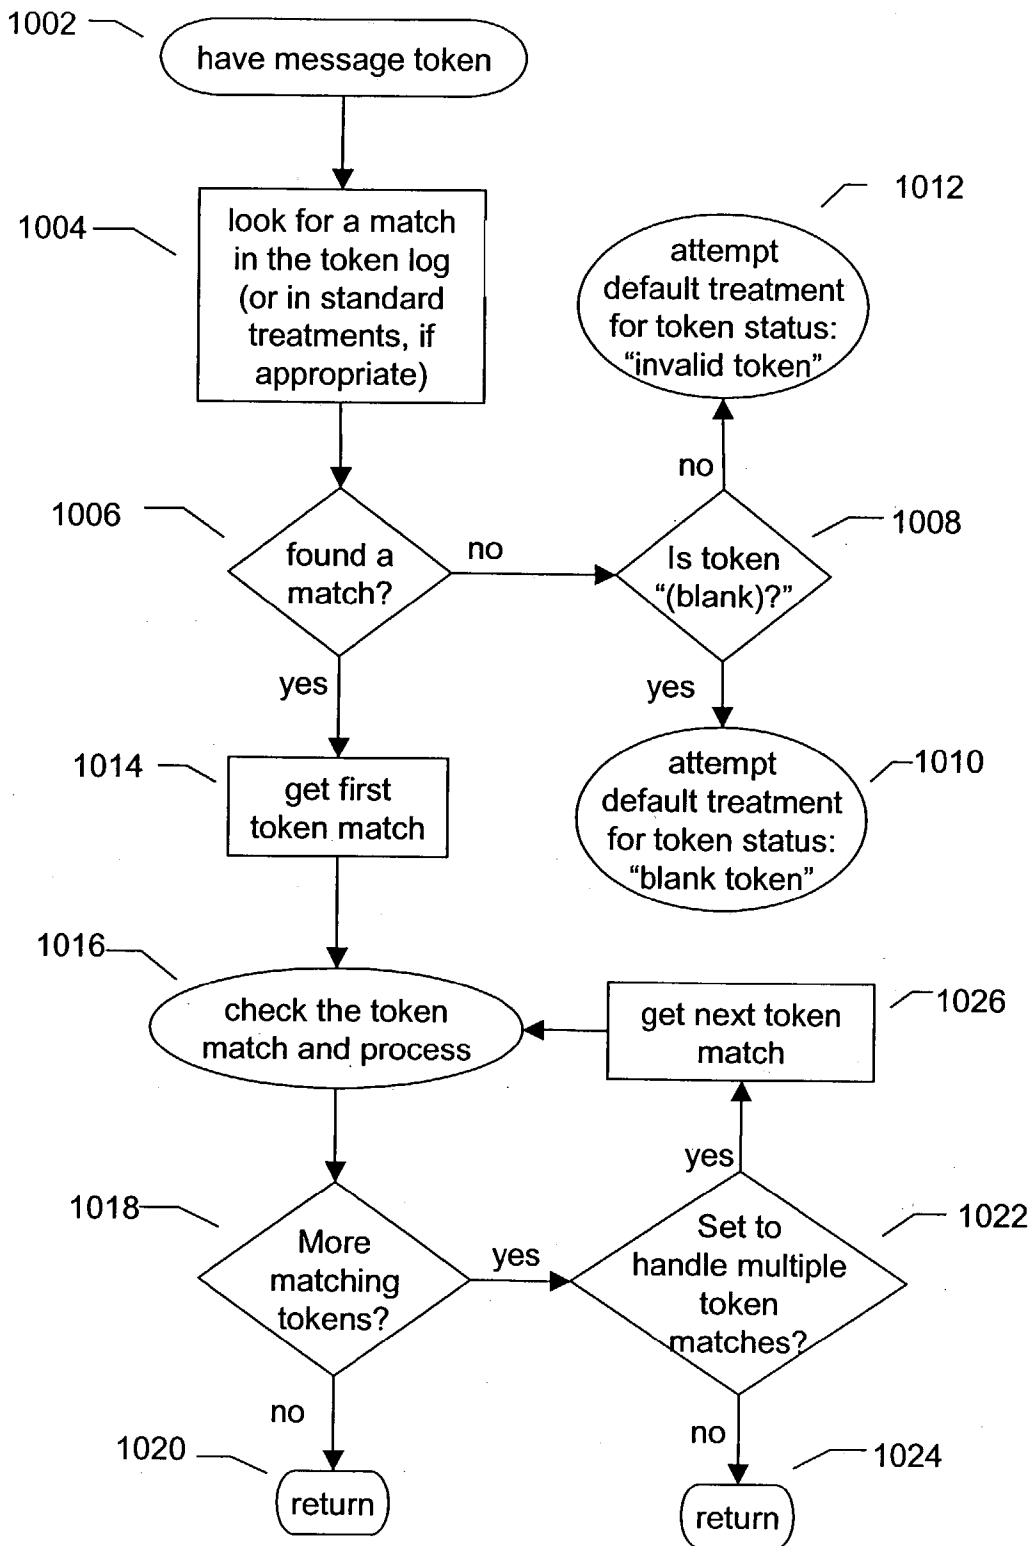 1002
have message token
1004
look for a match
in the token log
(or in standard
treatments, if
appropriate)
1012
attempt
default treatment
for token status:
“invalid token”
no
1006
found a
match?
no
1008
Is token
“(blank)?”
yes
yes
1014
get first
token match
1010
attempt
default treatment
for token status:
“blank token”
1016
check the token
match and process
1026
get next token
match
yes
1018
More
matching
tokens?
yes
1022
Set to
handle multiple
token
matches?
no
no
1020
return
1024
return